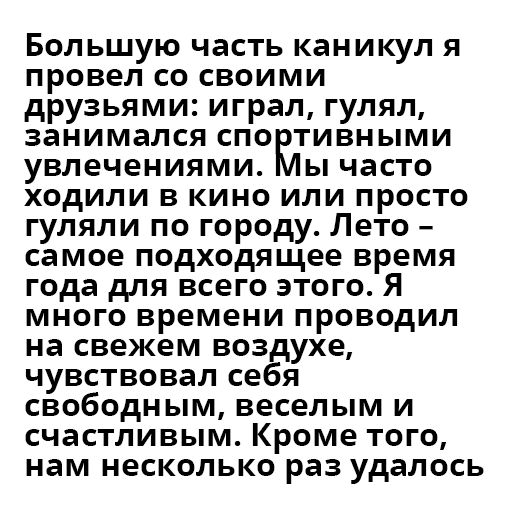 Большую часть каникул я
провел со своими
друзьями: играл, гулял,
занимался спортивными
увлечениями. Мы часто
ходили в кино или просто
гуляли по городу. Лето –
самое подходящее время
года для всего этого. Я
много времени проводил
на свежем воздухе,
чувствовал себя
свободным, веселым и
счастливым. Кроме того,
нам несколько раз удалось